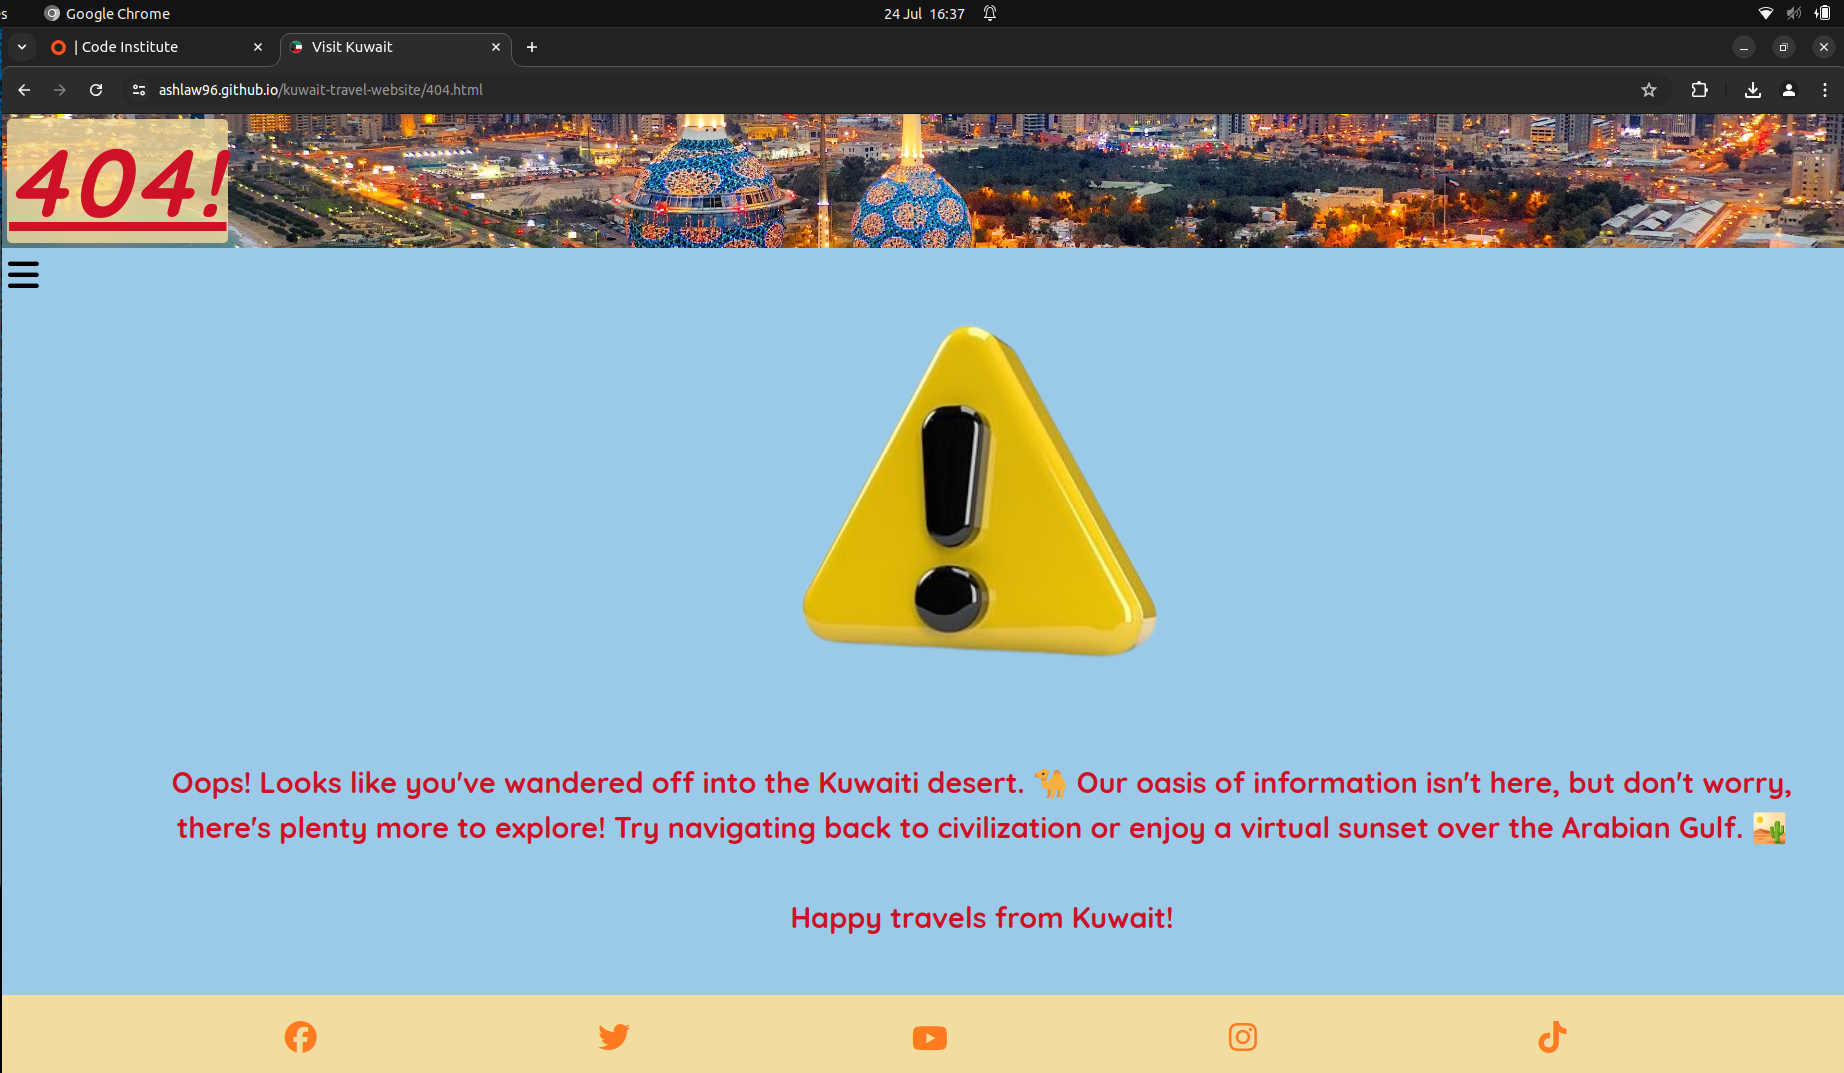 s
Google Chrome
24 Jul 16:37
| Code Institute
Visit Kuwait
ashlaw96.github.io/kuwait-travel-website/404.html
404!
Oops! Looks like you've wandered off into the Kuwaiti desert. 🐪 Our oasis of information isn't here, but don't worry,
there's plenty more to explore! Try navigating back to civilization or enjoy a virtual sunset over the Arabian Gulf. 🏜️
Happy travels from Kuwait!